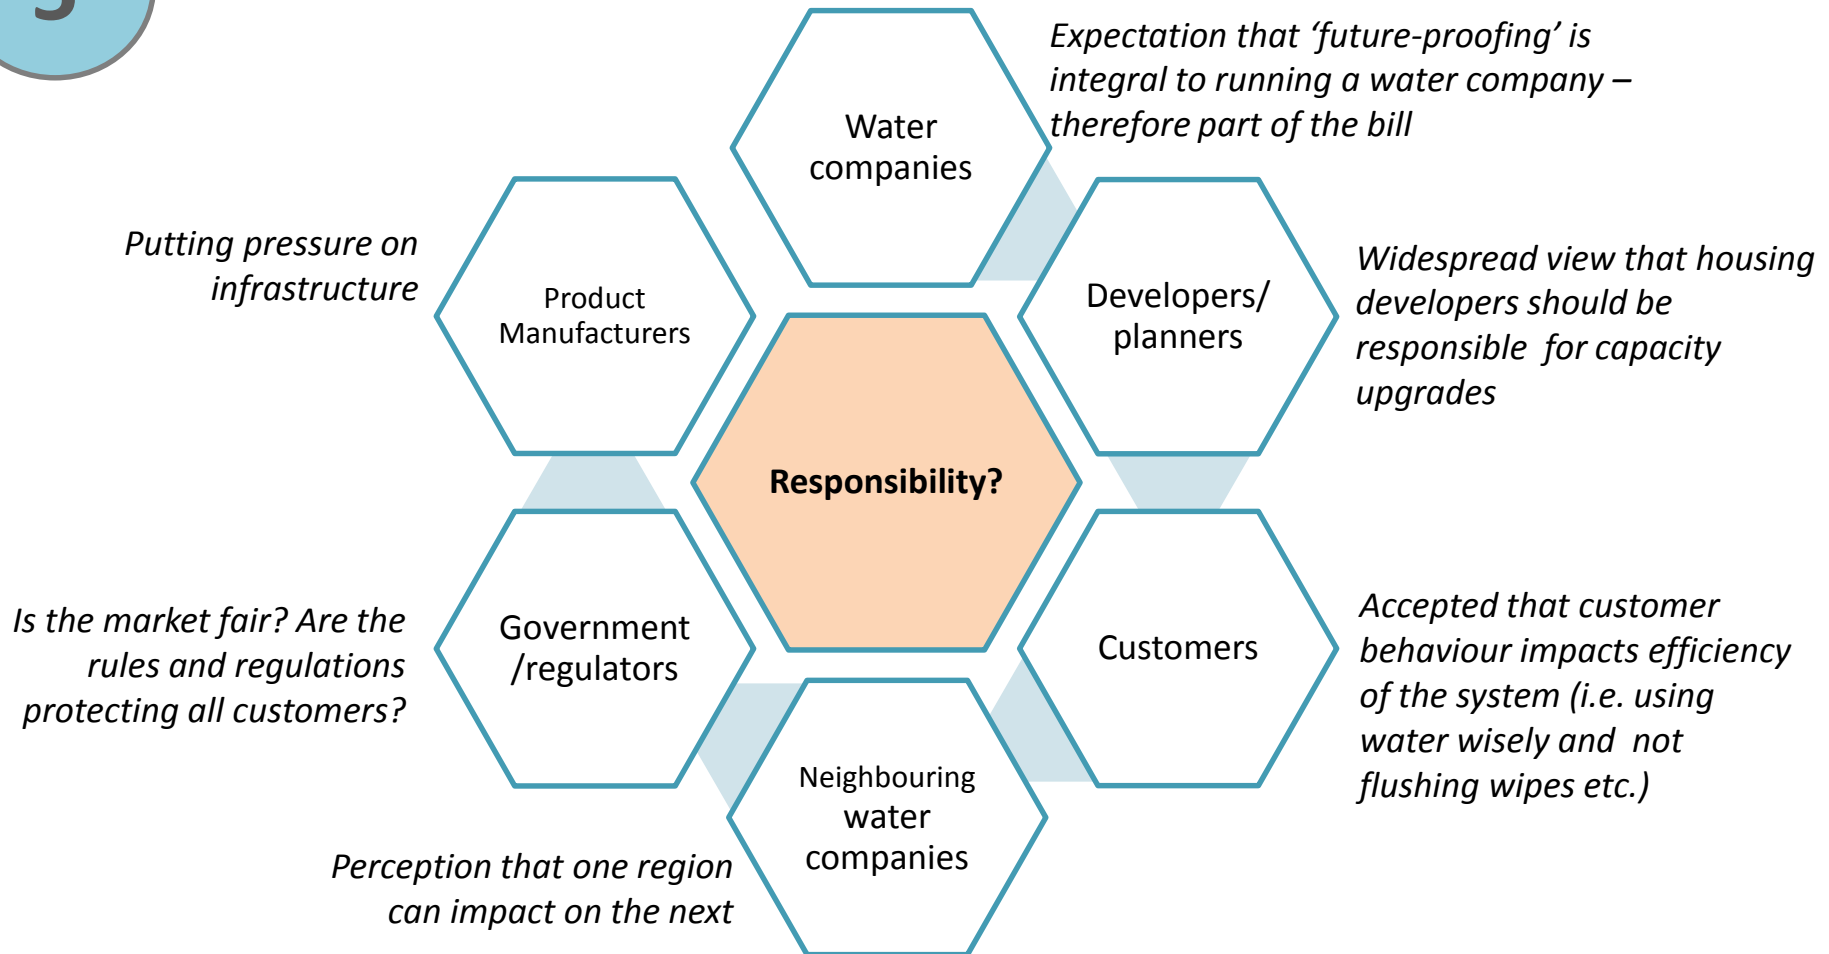 Water
companies
Expectation that ‘future-proofing’ is
integral to running a water company –
therefore part of the bill
Developers/
planners
Widespread view that housing
developers should be
responsible for capacity
upgrades
Customers
Accepted that customer
behaviour impacts efficiency
of the system (i.e. using
water wisely and not
flushing wipes etc.)
Neighbouring
water
companies
Perception that one region
can impact on the next
Government
/regulators
Is the market fair? Are the
rules and regulations
protecting all customers?
Product
Manufacturers
Putting pressure on
infrastructure
Responsibility?